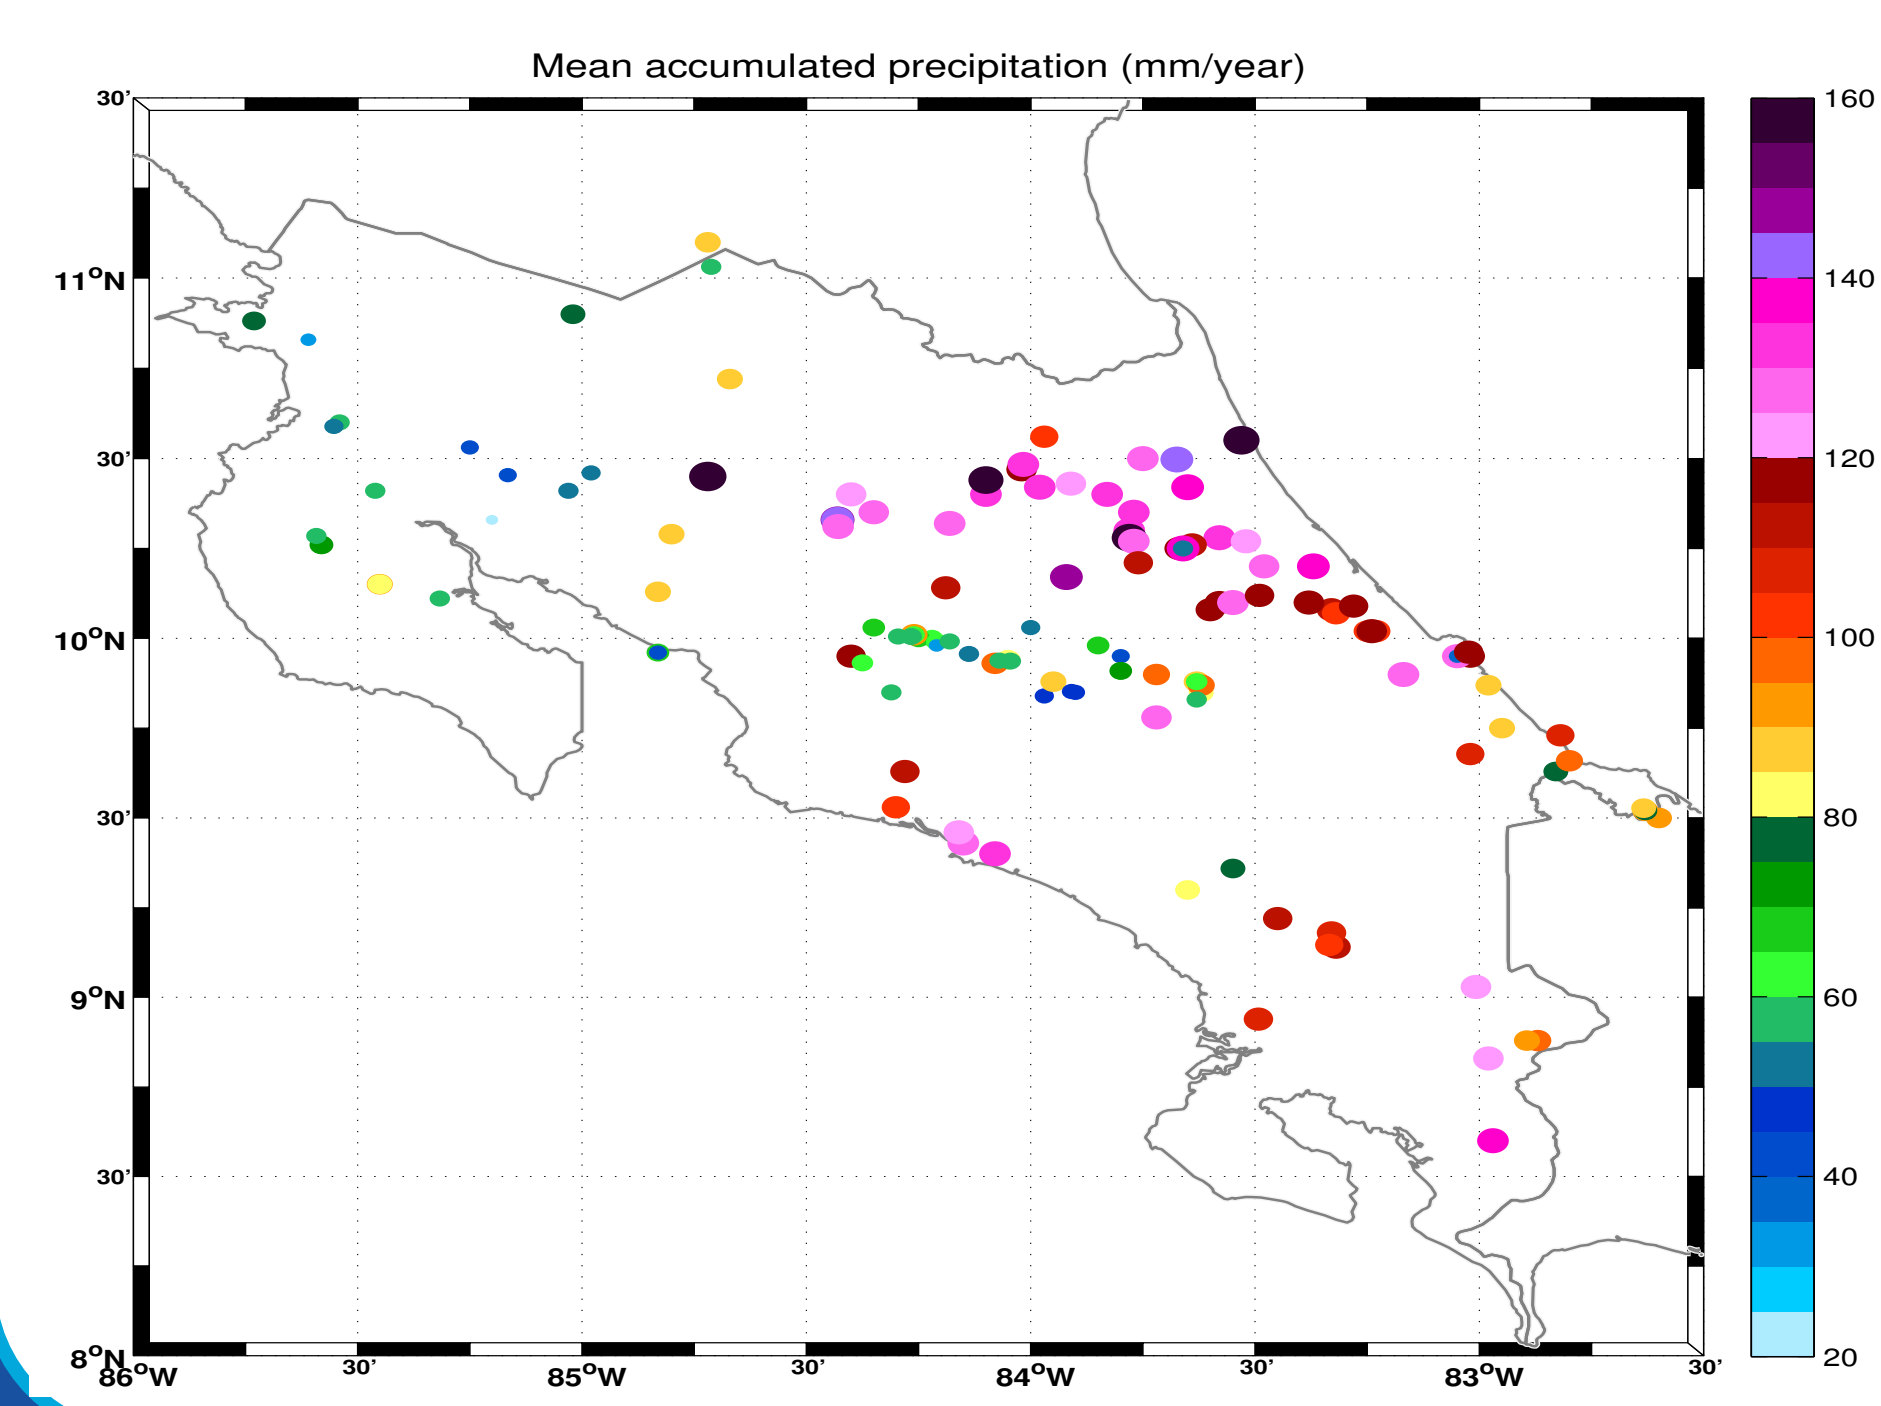 Mean accumulated precipitation (mm/year)
30’
11°N
30’
10°N
30’
9°N
30’
8°N
86°W
30’
85°W
30’
84°W
30’
83°W
30’
160
140
120
100
80
60
40
20